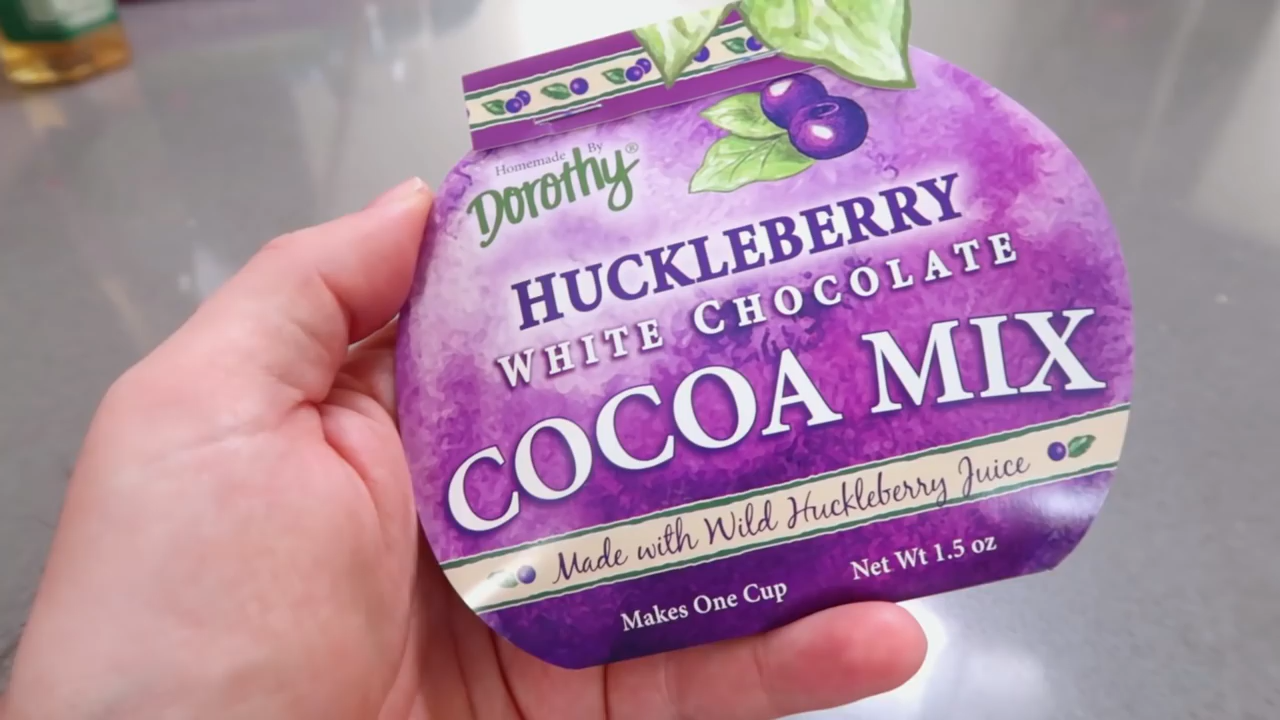 Homemade By
Dorothy®
HUCKLEBERRY
WHITE CHOCOLATE
COCOA MIX
Made with Wild Huckleberry Juice
Makes One Cup
Net Wt 1.5 oz